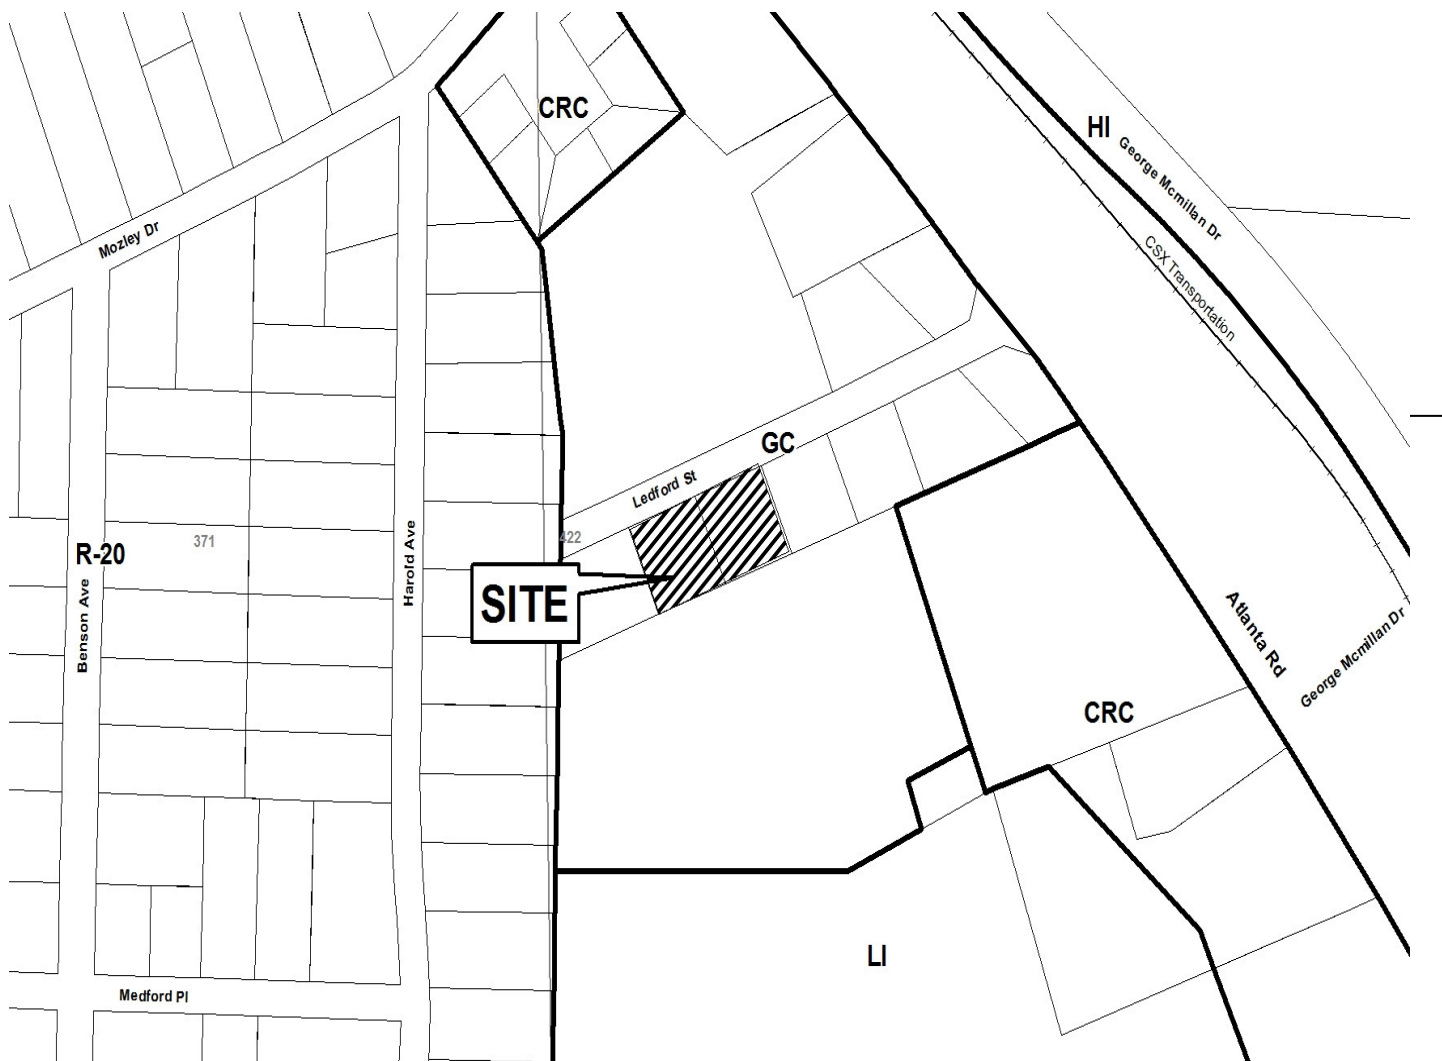 CRC
HI
George Mcmillan Dr
Mozley Dr
CSX Transportation
GC
Ledford St
422
371
R-20
Harold Ave
SITE
Benson Ave
Atlanta Rd
George Mcmillan Dr
CRC
LI
Medford Pl